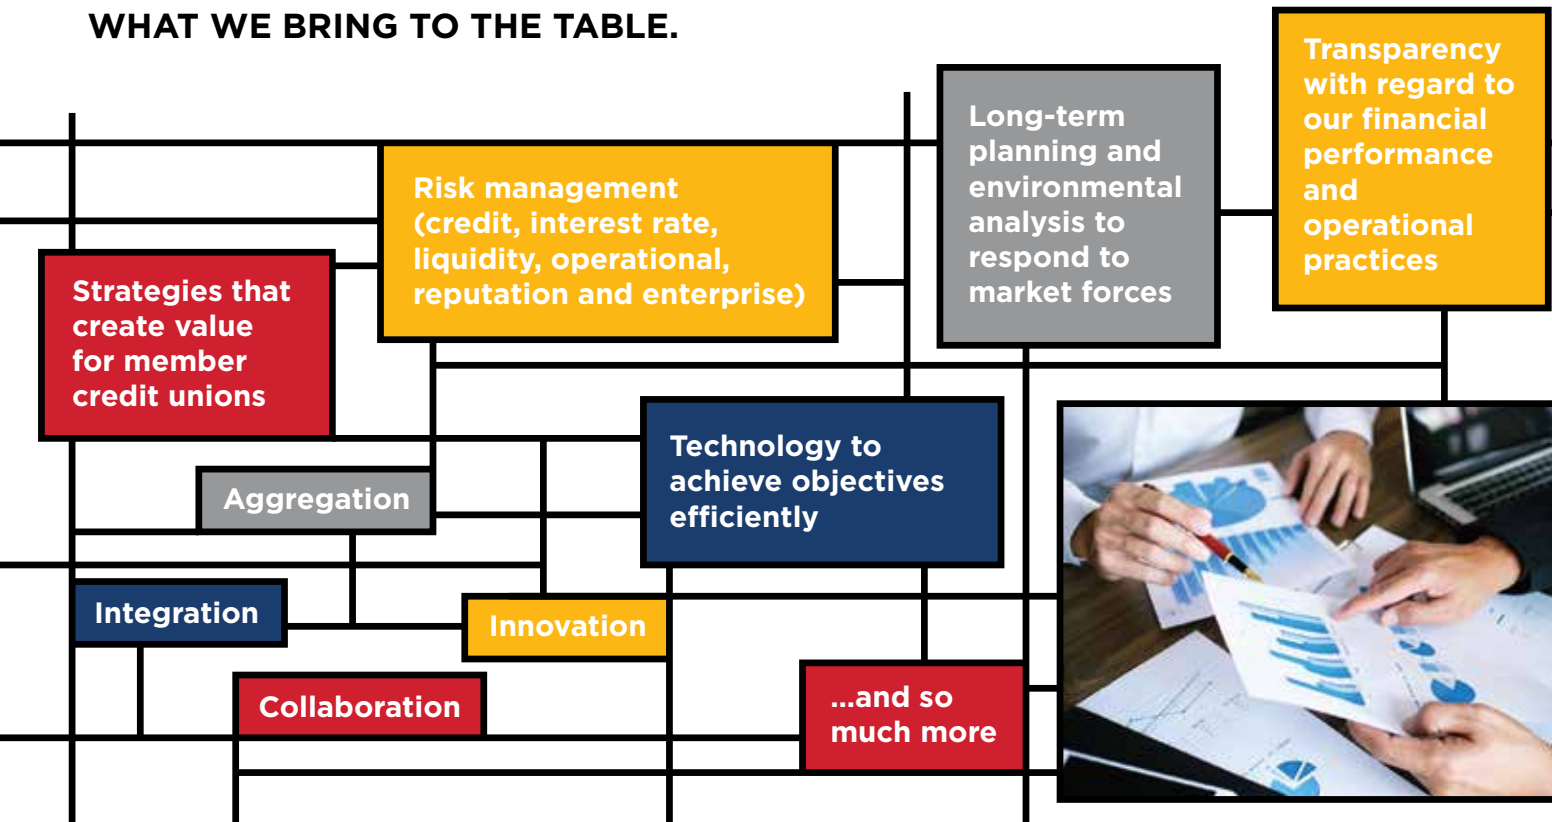 WHAT WE BRING TO THE TABLE.
Strategies that
create value
for member
credit unions
Risk management
(credit, interest rate,
liquidity, operational,
reputation and enterprise)
Long-term
planning and
environmental
analysis to
respond to
market forces
Transparency
with regard to
our financial
performance
and
operational
practices
Aggregation
Technology to
achieve objectives
efficiently
Integration
Innovation
Collaboration
...and so
much more